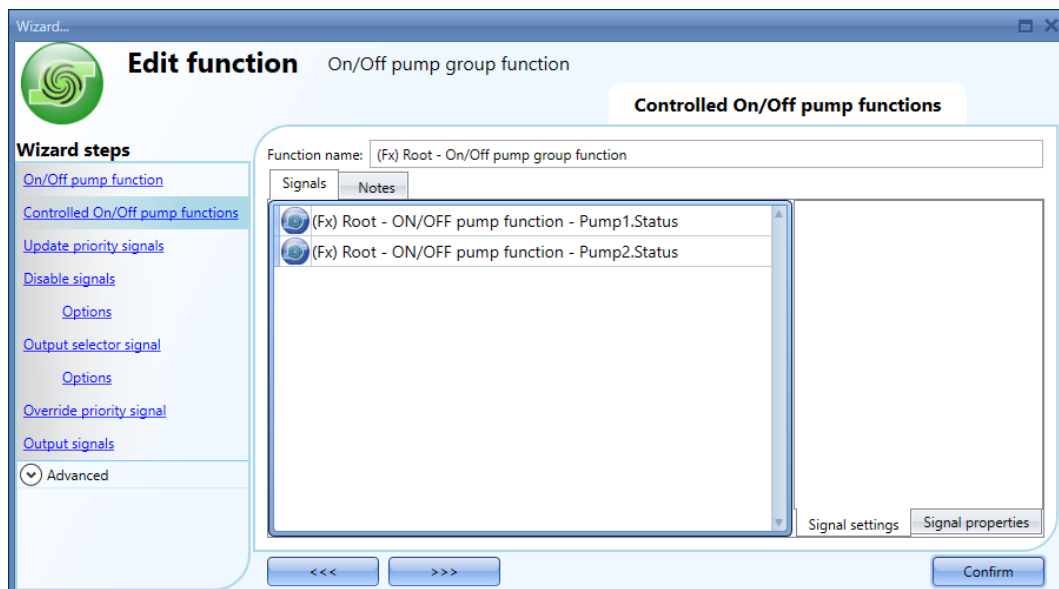 Wizard...
Edit function On/Off pump group function
Controlled On/Off pump functions
Wizard steps
On/Off pump function
Controlled On/Off pump functions
Update priority signals
Disable signals
Options
Output selector signal
Options
Override priority signal
Output signals
Advanced
Function name: (Fx) Root - On/Off pump group function
Signals Notes
(Fx) Root - ON/OFF pump function - Pump1.Status
(Fx) Root - ON/OFF pump function - Pump2.Status
Signal settings Signal properties
<<< >>> Confirm